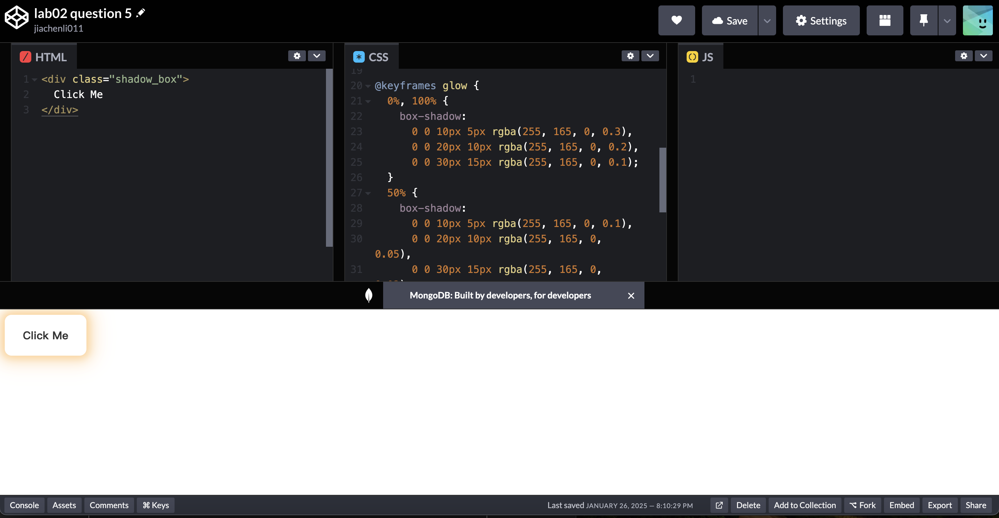 lab02 question 5
jiachenli011
Save
Settings
HTML
1 <div class="shadow_box">
2 Click Me
3 </div>
CSS
19
20 @keyframes glow {
21 0%, 100% {
22 box-shadow:
23 0 0 10px 5px rgba(255, 165, 0, 0.3),
24 0 0 20px 10px rgba(255, 165, 0, 0.2),
25 0 0 30px 15px rgba(255, 165, 0, 0.1);
26 }
27 50% {
28 box-shadow:
29 0 0 10px 5px rgba(255, 165, 0, 0.1),
30 0 0 20px 10px rgba(255, 165, 0,
0.05),
31 0 0 30px 15px rgba(255, 165, 0,
JS
1
MongoDB: Built by developers, for developers
Click Me
Console Assets Comments ⌘ Keys Last saved JANUARY 26, 2025 — 8:10:29 PM Delete Add to Collection ⌥ Fork Embed Export Share